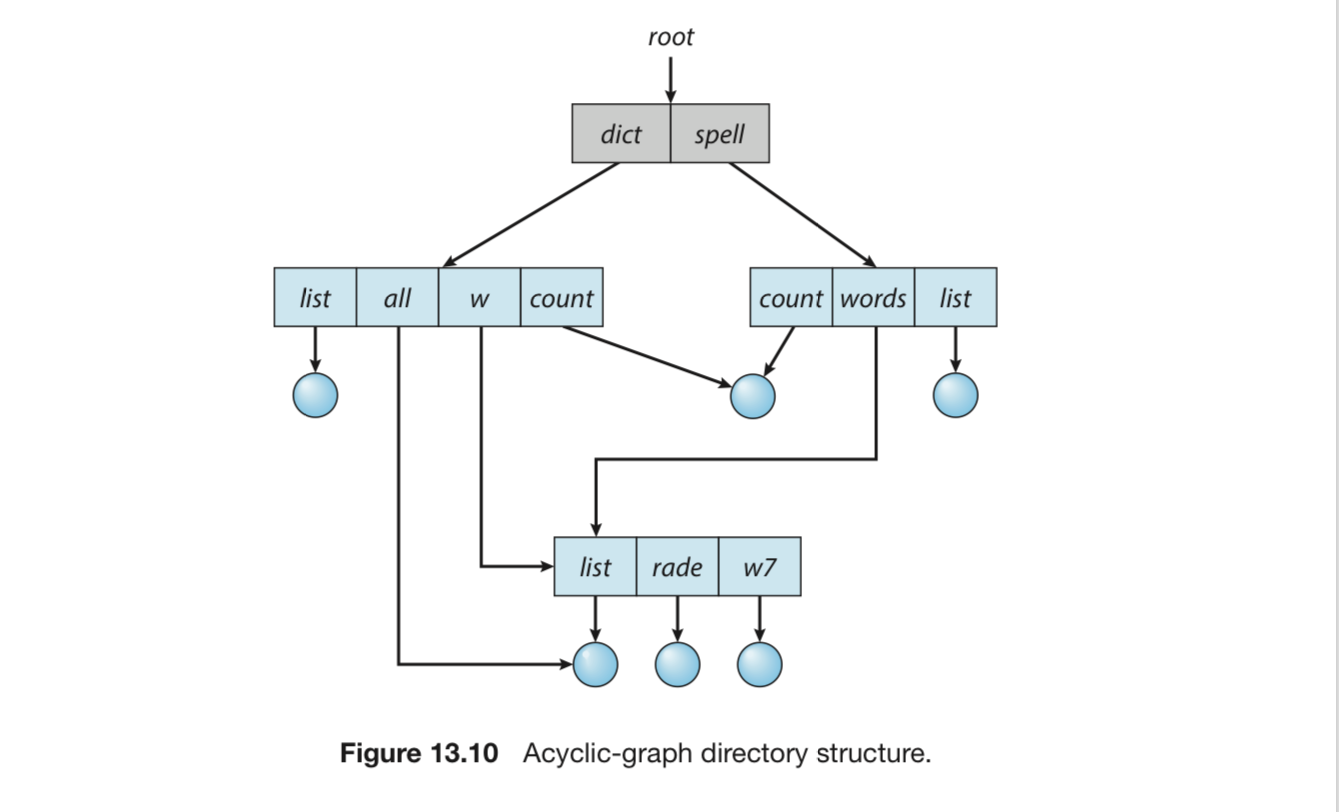 root
dict spell
list all w count count words list
list rade w7
Figure 13.10 Acyclic-graph directory structure.